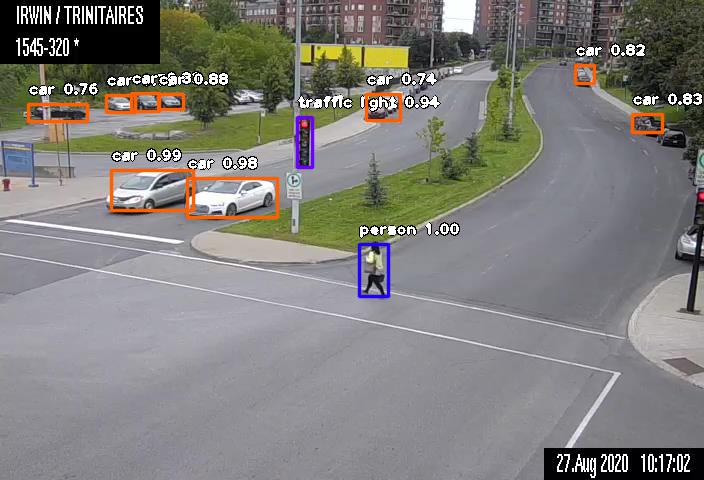 IRWIN / TRINITAIRES
1545-320 *
car 0.76
car
0.88
car 0.74
car 0.82
car 0.83
traffic light 0.94
car 0.99
car 0.98
person 1.00
27.Aug 2020 10:17:02